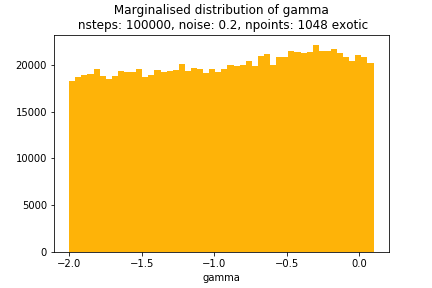 Marginalised distribution of gamma
nsteps: 100000, noise: 0.2, npoints: 1048 exotic
20000
15000
10000
5000
0
−2.0 −1.5 −1.0 −0.5 0.0
gamma